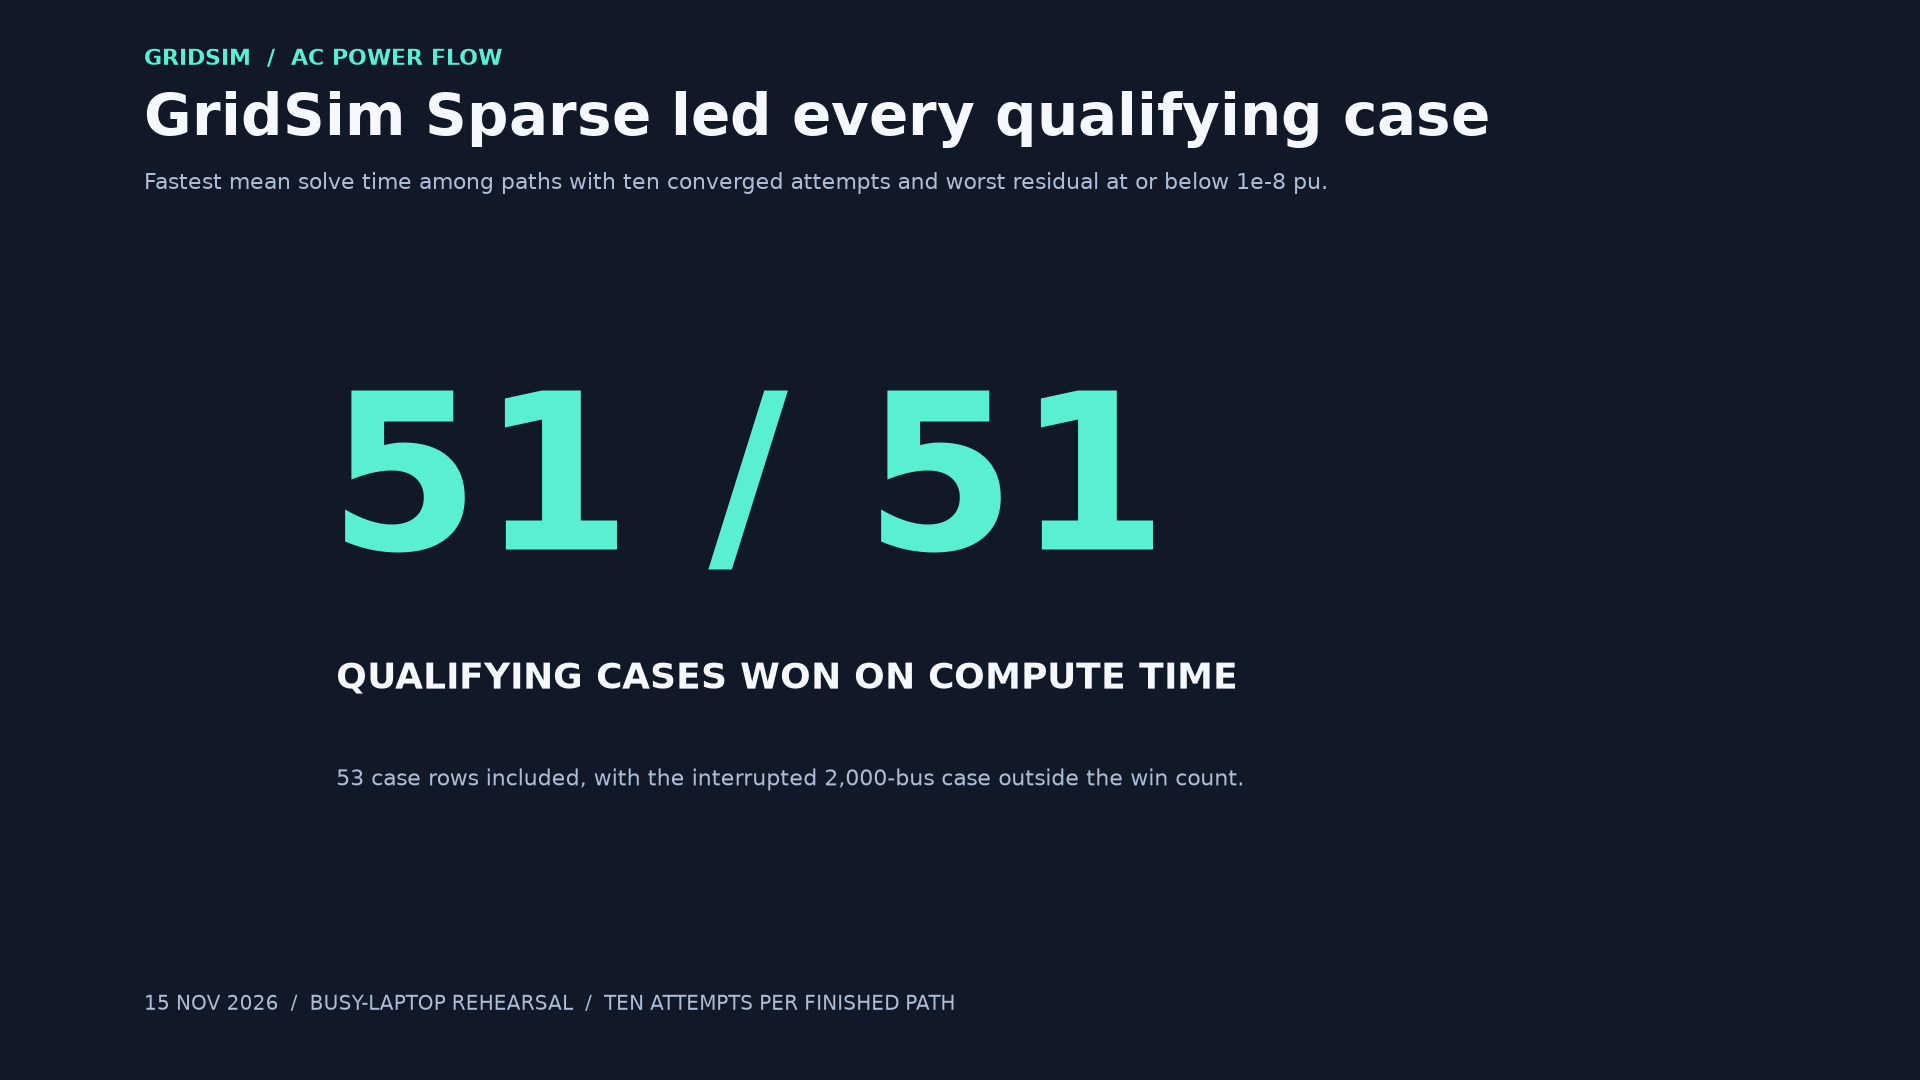 GRIDSIM / AC POWER FLOW
GridSim Sparse led every qualifying case
Fastest mean solve time among paths with ten converged attempts and worst residual at or below 1e-8 pu.
51 / 51
QUALIFYING CASES WON ON COMPUTE TIME
53 case rows included, with the interrupted 2,000-bus case outside the win count.
15 NOV 2026 / BUSY-LAPTOP REHEARSAL / TEN ATTEMPTS PER FINISHED PATH